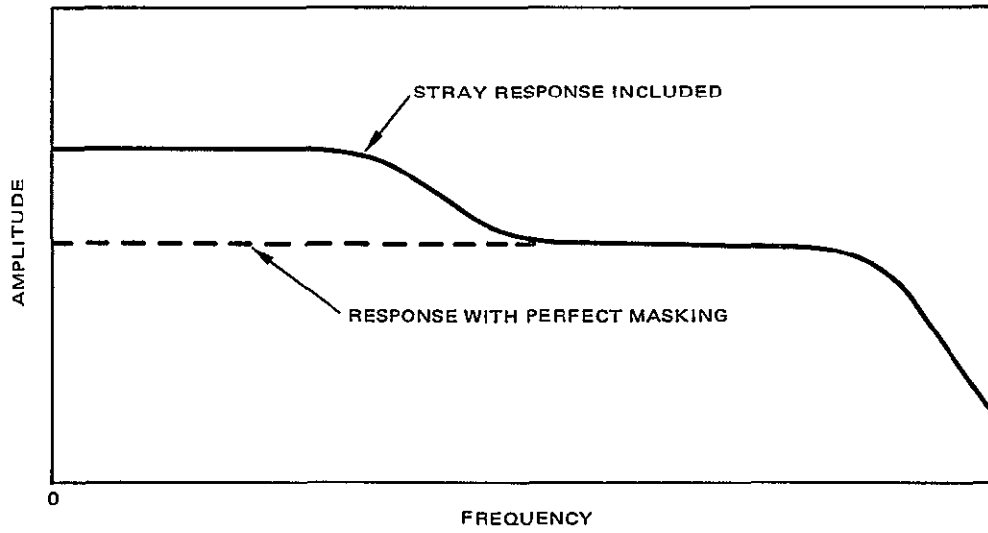 STRAY RESPONSE INCLUDED
AMPLITUDE
RESPONSE WITH PERFECT MASKING
0
FREQUENCY